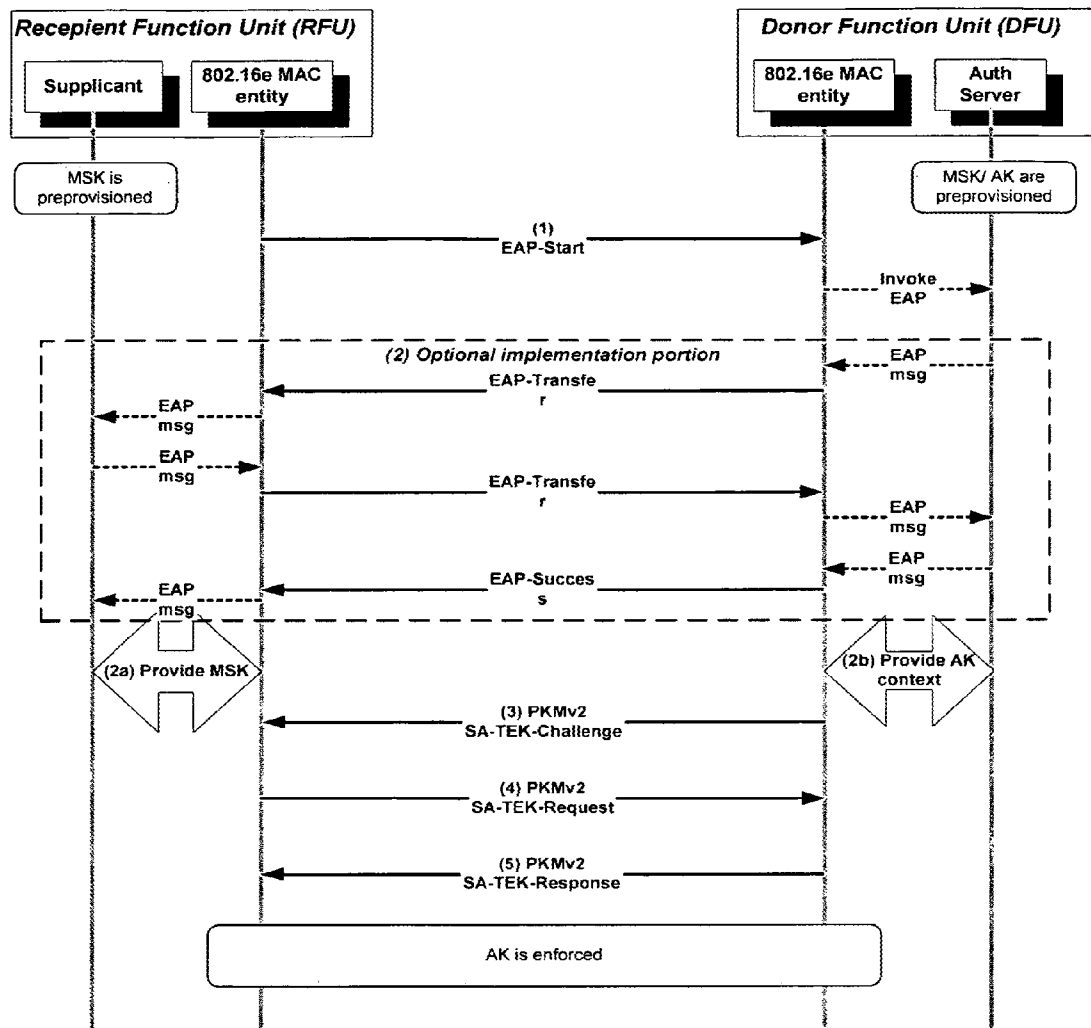 Recepient Function Unit (RFU)
Donor Function Unit (DFU)
Supplicant
802.16e MAC
entity
802.16e MAC
entity
Auth
Server
MSK is
preprovisioned
MSK/ AK are
preprovisioned
(1)
EAP-Start
Invoke
EAP
(2) Optional implementation portion
EAP
msg
EAP-Transfe
r
EAP
msg
EAP
msg
EAP-Transfe
r
EAP
msg
EAP
msg
EAP-Succes
s
EAP
msg
(2a) Provide MSK
(2b) Provide AK
context
(3) PKMv2
SA-TEK-Challenge
(4) PKMv2
SA-TEK-Request
(5) PKMv2
SA-TEK-Response
AK is enforced